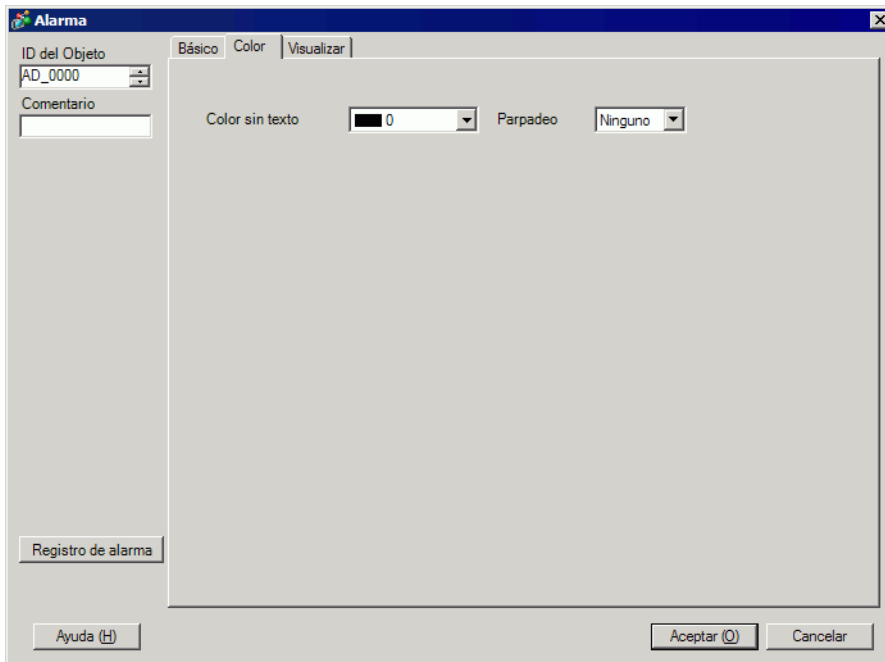 Alarma
ID del Objeto
AD_0000
Comentario
Básico Color Visualizar
Color sin texto 0 Parpadeo Ninguno
Registro de alarma
Ayuda (H) Aceptar (O) Cancelar